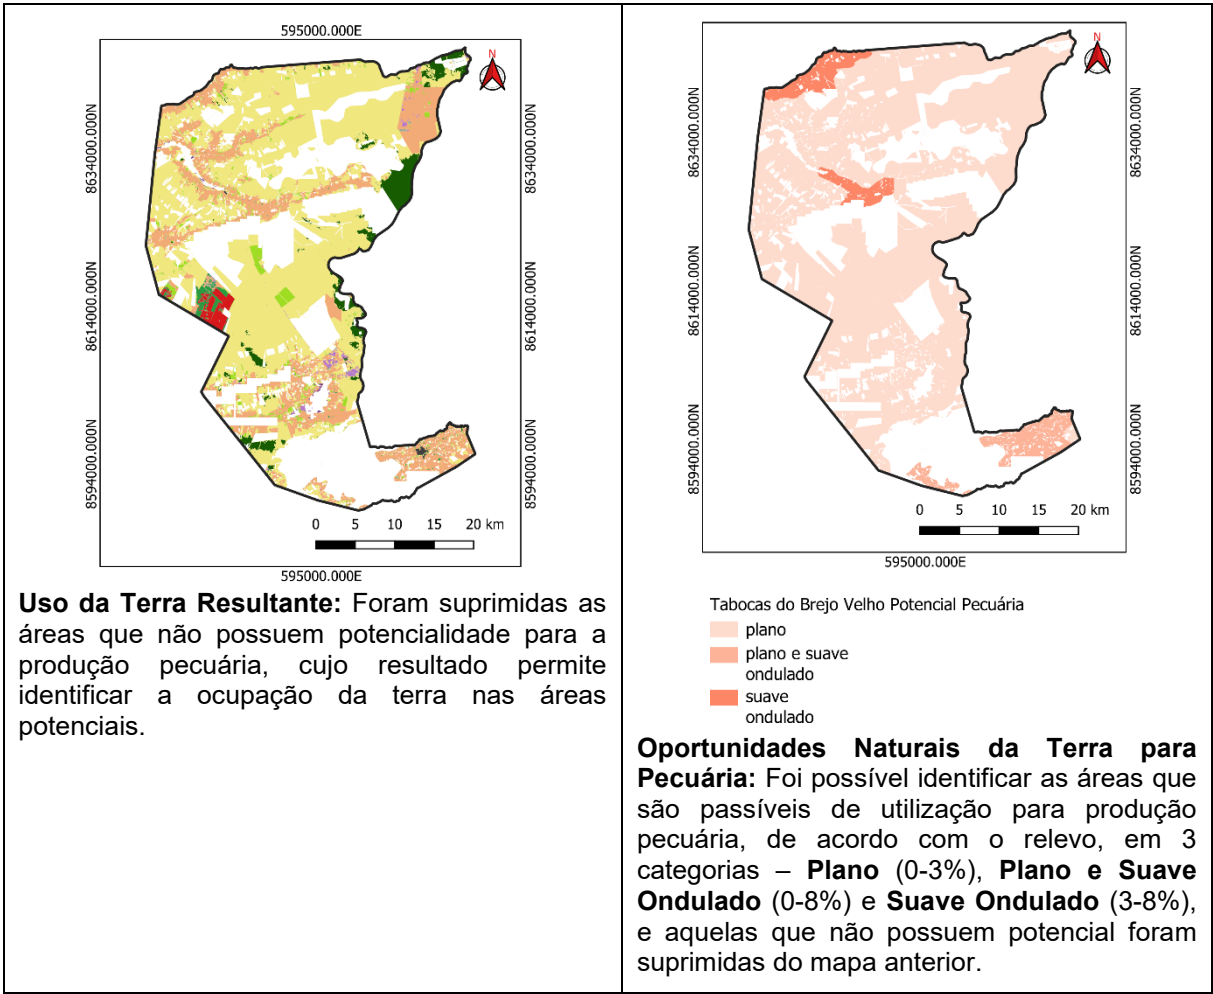 595000.000E
N
8634000.000N
8634000.000N
8614000.000N
8614000.000N
8594000.000N
8594000.000N
0 5 10 15 20 km
595000.000E
Uso da Terra Resultante: Foram suprimidas as
áreas que não possuem potencialidade para a
produção pecuária, cujo resultado permite
identificar a ocupação da terra nas áreas
potenciais.
N
8634000.000N
8634000.000N
8614000.000N
8614000.000N
8594000.000N
8594000.000N
0 5 10 15 20 km
595000.000E
Tabocas do Brejo Velho Potencial Pecuária
plano
plano e suave
ondulado
suave
ondulado
Oportunidades Naturais da Terra para
Pecuária: Foi possível identificar as áreas que
são passíveis de utilização para produção
pecuária, de acordo com o relevo, em 3
categorias – Plano (0-3%), Plano e Suave
Ondulado (0-8%) e Suave Ondulado (3-8%),
e aquelas que não possuem potencial foram
suprimidas do mapa anterior.